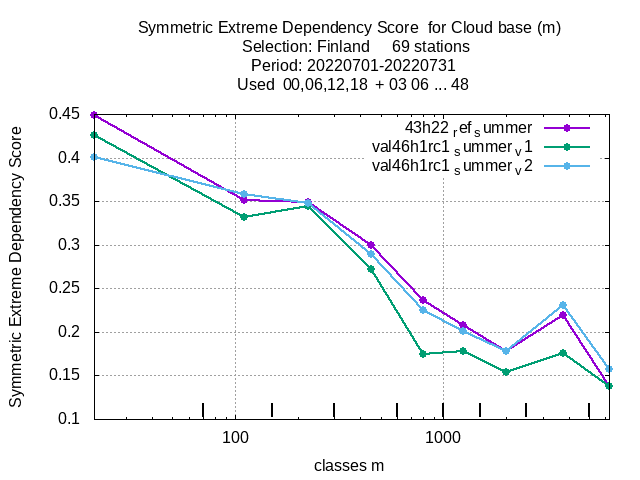 Symmetric Extreme Dependency Score for Cloud base (m)
Selection: Finland 69 stations
Period: 20220701-20220731
Used 00,06,12,18 + 03 06 ... 48
43h22 ref summer
val46h1rc1 summer v1
val46h1rc1 summer v2
Symmetric Extreme Dependency Score
0.45
0.4
0.35
0.3
0.25
0.2
0.15
0.1
100 1000
classes m